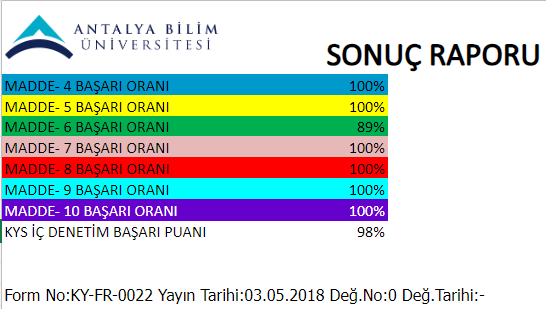 ANTALYA BİLİM
ÜNİVERSİTESİ
SONUÇ RAPORU
MADDE- 4 BAŞARI ORANI 100%
MADDE- 5 BAŞARI ORANI 100%
MADDE- 6 BAŞARI ORANI 89%
MADDE- 7 BAŞARI ORANI 100%
MADDE- 8 BAŞARI ORANI 100%
MADDE- 9 BAŞARI ORANI 100%
MADDE- 10 BAŞARI ORANI 100%
KYS İÇ DENETİM BAŞARI PUANI 98%
Form No:KY-FR-0022 Yayın Tarihi:03.05.2018 Değ.No:0 Değ.Tarihi:-